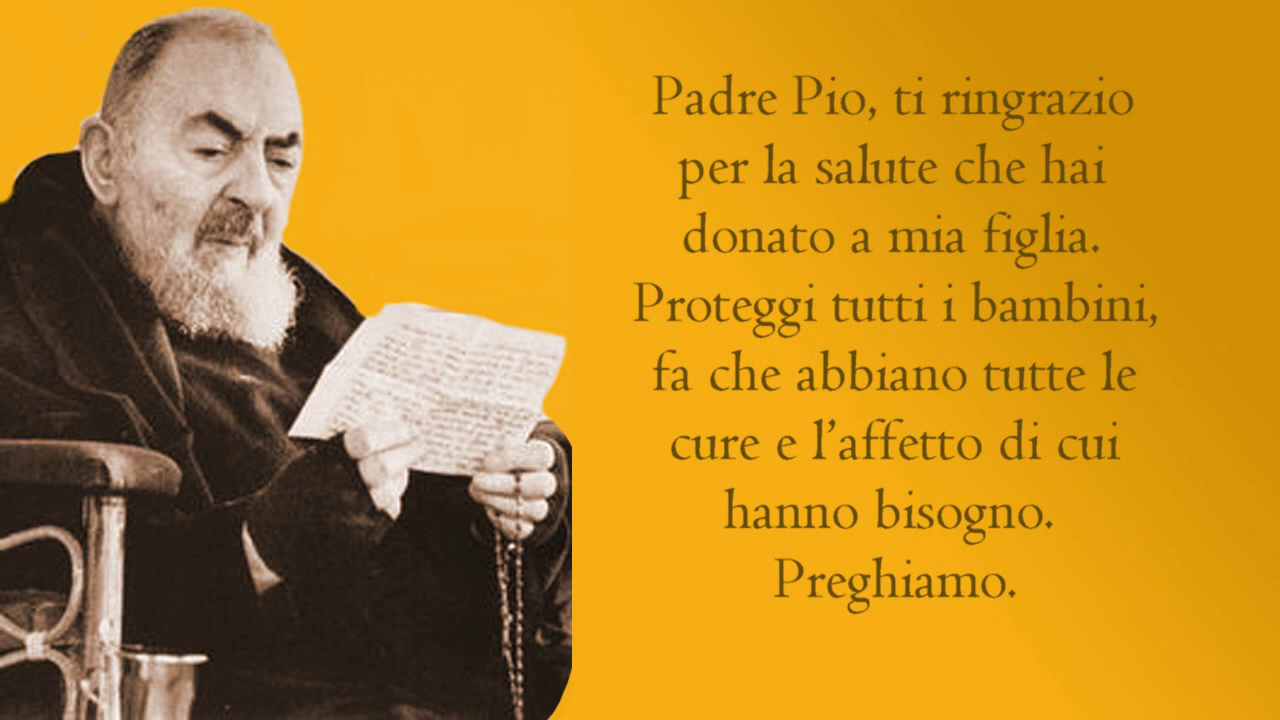 Padre Pio, ti ringrazio
per la salute che hai
donato a mia figlia.
Proteggi tutti i bambini,
fa che abbiano tutte le
cure e l’affetto di cui
hanno bisogno.
Preghiamo.